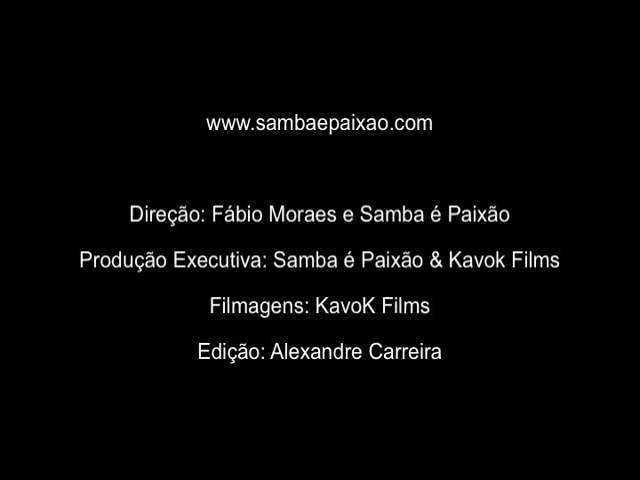 www.sambaepaixao.com
Direção: Fábio Moraes e Samba é Paixão
Produção Executiva: Samba é Paixão & Kavok Films
Filmagens: KavoK Films
Edição: Alexandre Carreira